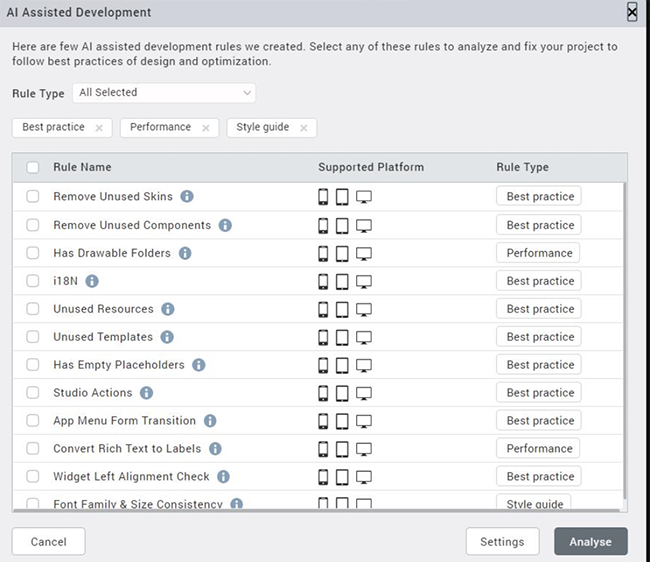 AI Assisted Development
Here are few AI assisted development rules we created. Select any of these rules to analyze and fix your project to
follow best practices of design and optimization.
Rule Type All Selected
Best practice Performance Style guide
Rule Name Supported Platform Rule Type
Remove Unused Skins Best practice
Remove Unused Components Best practice
Has Drawable Folders Performance
i18N Best practice
Unused Resources Best practice
Unused Templates Best practice
Has Empty Placeholders Best practice
Studio Actions Best practice
App Menu Form Transition Best practice
Convert Rich Text to Labels Performance
Widget Left Alignment Check Best practice
Font Family & Size Consistency Style guide
Cancel Settings Analyse